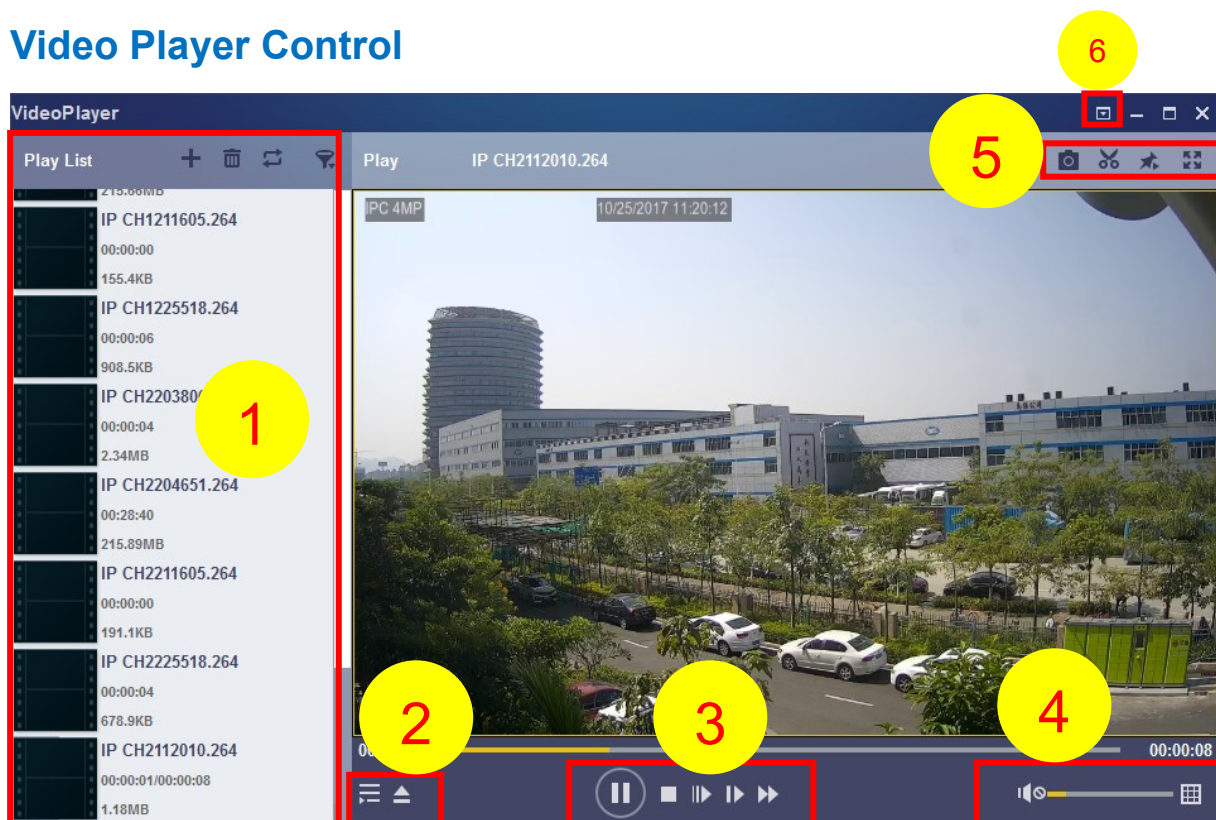 Video Player Control
6
VideoPlayer
5
Play List
Play IP CH2112010.264
215.66MB
IP CH1211605.264
00:00:00
155.4KB
IP CH1225518.264
00:00:06
908.5KB
IP CH220380
00:00:04
2.34MB
1
IP CH2204651.264
00:28:40
215.89MB
IP CH2211605.264
00:00:00
191.1KB
IP CH2225518.264
00:00:04
678.9KB
IP CH2112010.264
00:00:01/00:00:08
1.18MB
IPC 4MP 10/25/2017 11:20:12
2
3
4
00:00:08